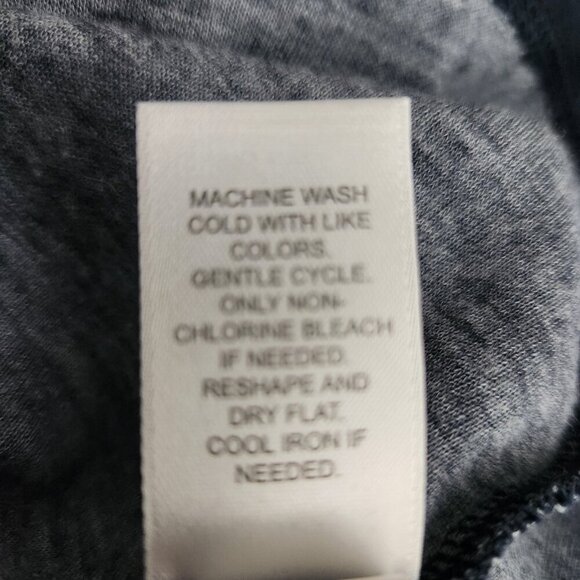 MACHINE WASH
COLD WITH LIKE
COLORS.
GENTLE CYCLE.
ONLY NON-
CHLORINE BLEACH
IF NEEDED.
RESHAPE AND
DRY FLAT.
COOL IRON IF
NEEDED.